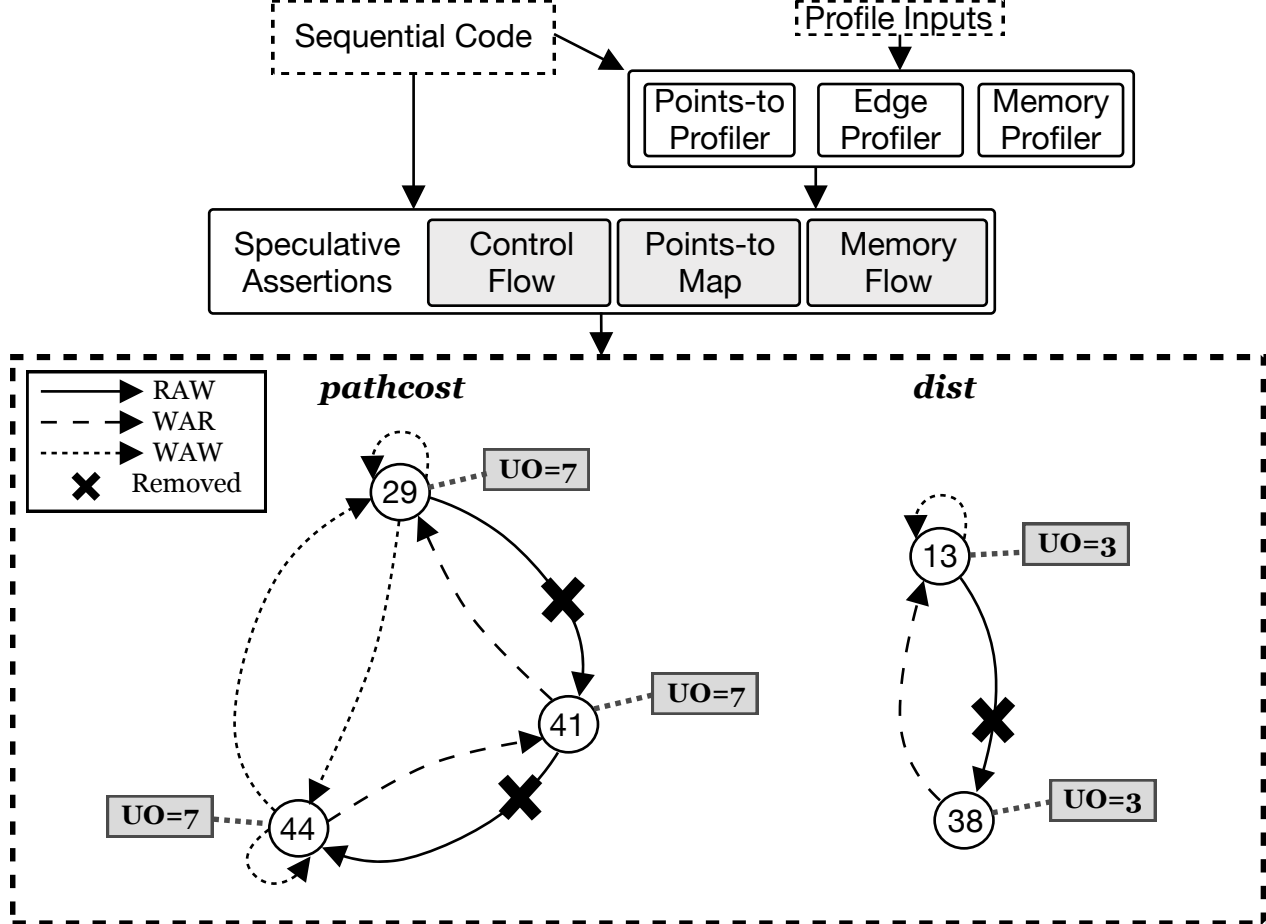 Sequential Code
Profile Inputs
Points-to
Profiler
Edge
Profiler
Memory
Profiler
Speculative
Assertions
Control
Flow
Points-to
Map
Memory
Flow
RAW
WAR
WAW
Removed
pathcost
dist
29
UO=7
13
UO=3
41
UO=7
44
UO=7
38
UO=3